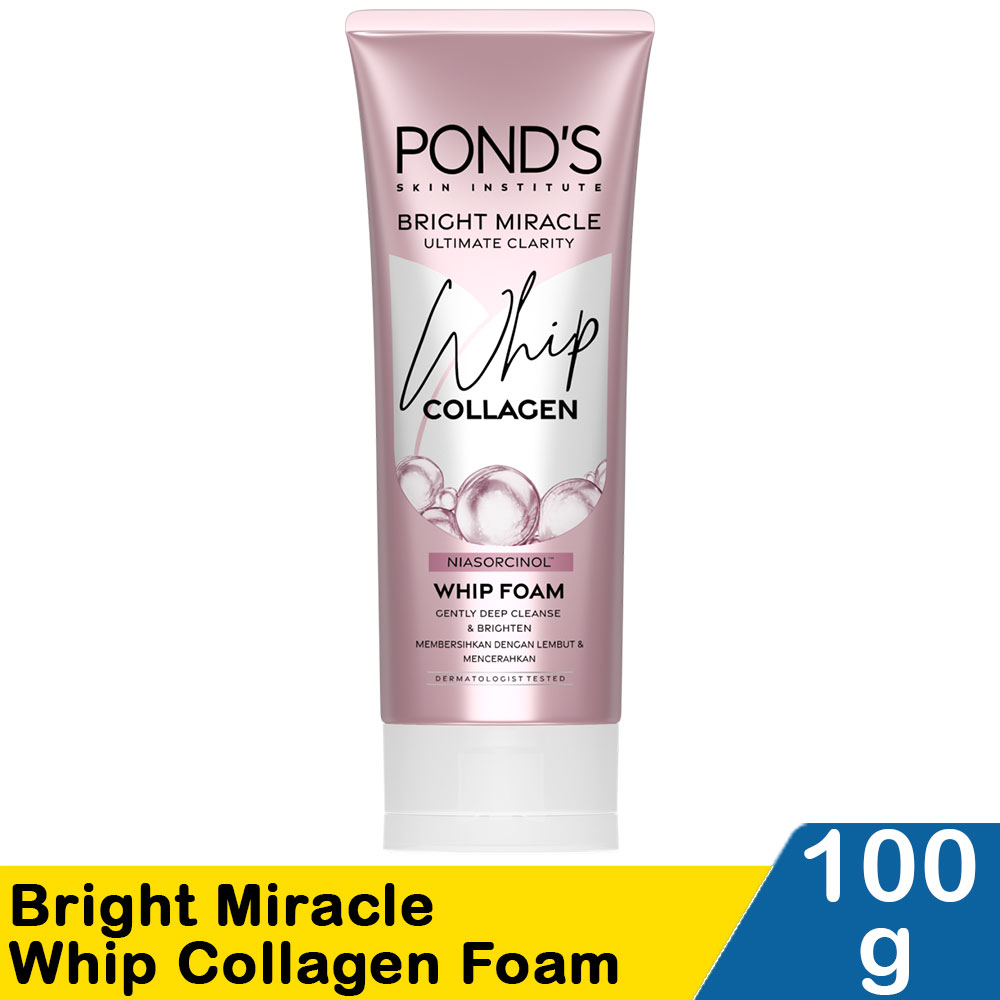 POND'S
SKIN INSTITUTE
BRIGHT MIRACLE
ULTIMATE CLARITY
Whip
COLLAGEN
NIASORCINOL™
WHIP FOAM
GENTLY DEEP CLEANSE
& BRIGHTEN
MEMBERSIHKAN DENGAN LEMBUT &
MENCERAHKAN
DERMATOLOGIST TESTED
100
g
Bright Miracle
Whip Collagen Foam